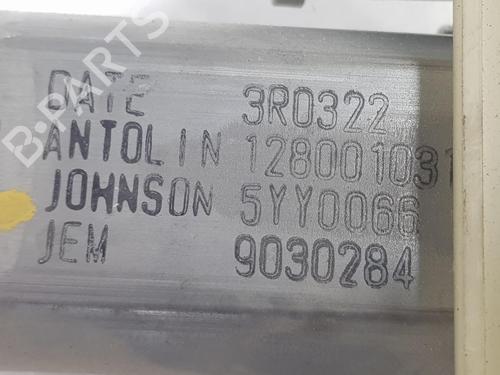 B-PARTS
DATE 3R0322
ANTOLIN 128001031
JOHNSON 5YY0066
JEM 9030284